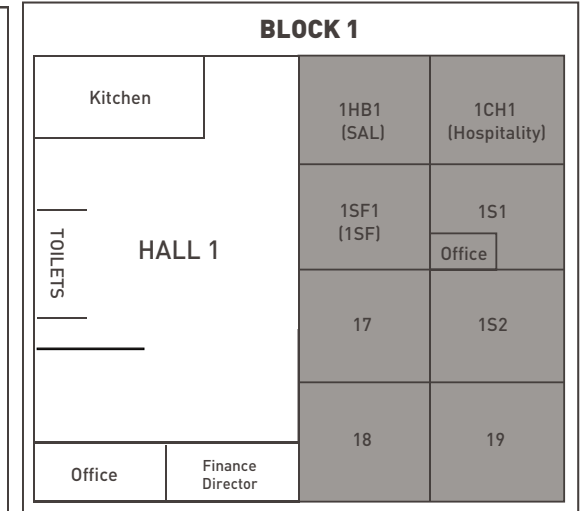 BLOCK 1
Kitchen
1HB1
(SAL)
1CH1
(Hospitality)
1SF1
(1SF)
1S1
Office
TOILETS
HALL 1
17
1S2
18
19
Office
Finance
Director